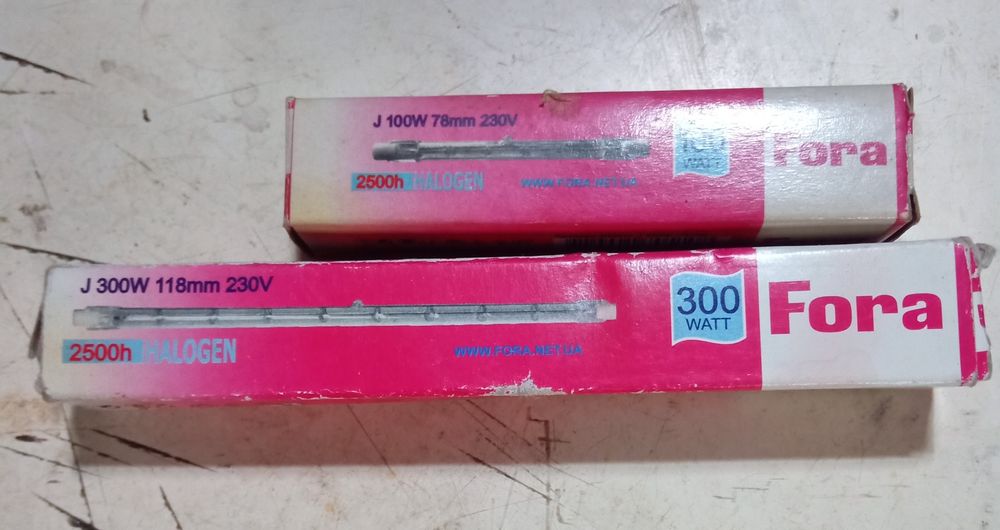 J 100W 78mm 230V
2500h HALOGEN
WWW.FORA.NET.UA
100
WATT
Fora
J 300W 118mm 230V
2500h HALOGEN
WWW.FORA.NET.UA
300
WATT
Fora